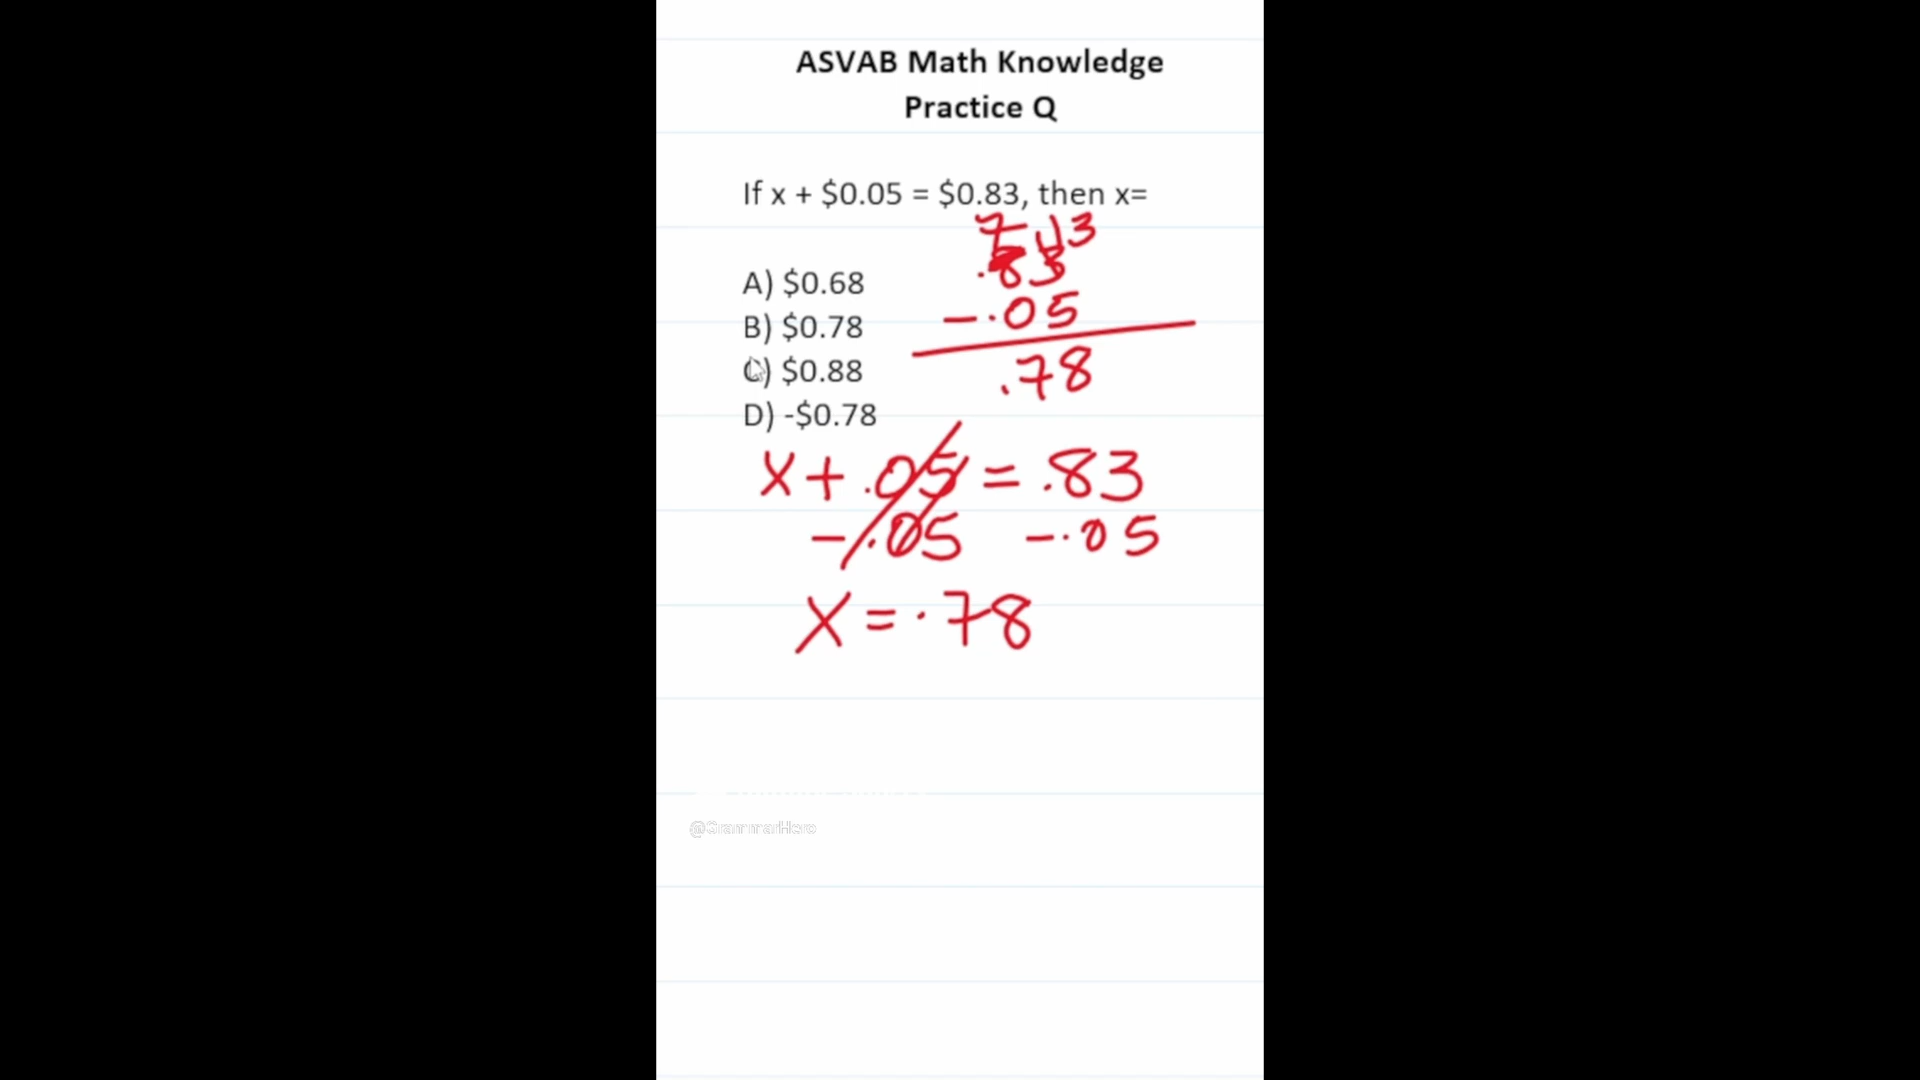 ASVAB Math Knowledge
Practice Q
If x + $0.05 = $0.83, then x=
7 13
.83
A) $0.68
- .05
B) $0.78
.78
C) $0.88
D) -$0.78
x + .05 = .83
- .05 - .05
x = .78
@GrammarHero